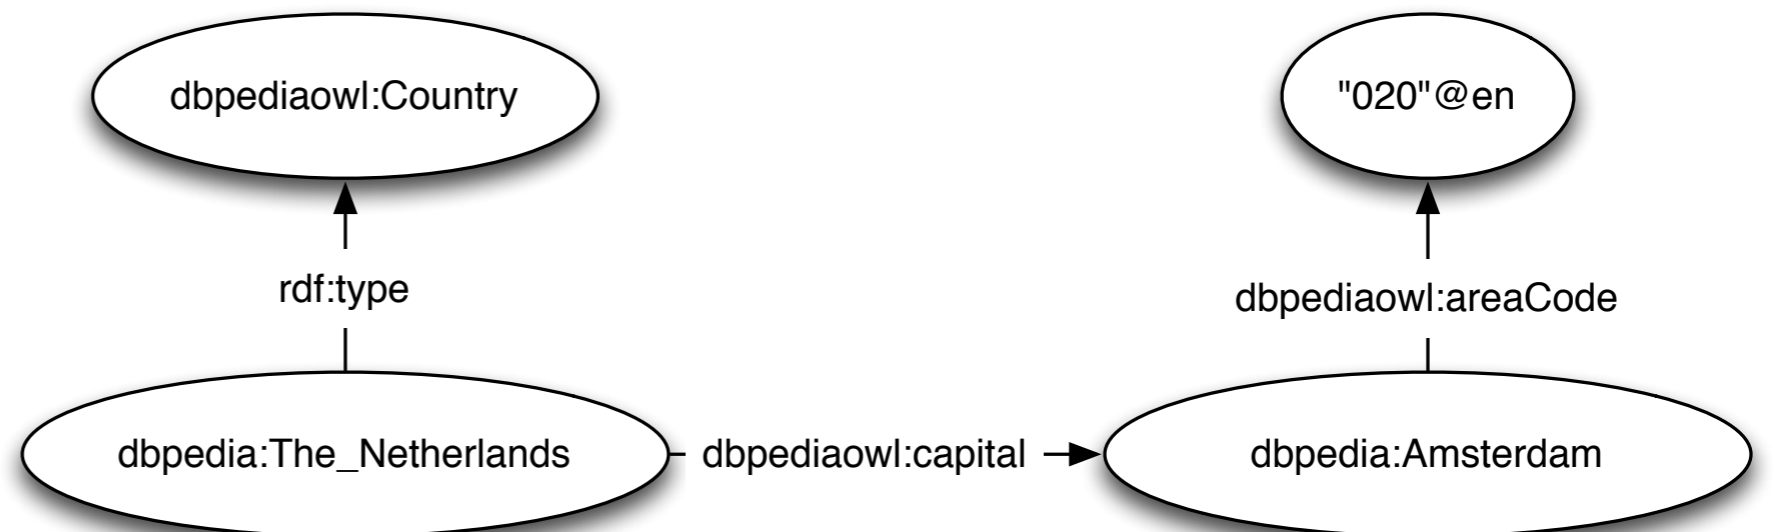 dbpediaowl:Country
"020"@en
rdf:type
dbpediaowl:areaCode
dbpedia:The_Netherlands
dbpediaowl:capital
dbpedia:Amsterdam